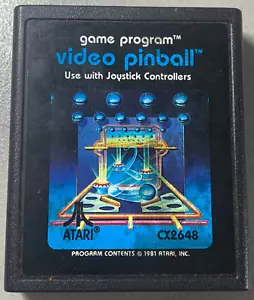 game program™
video pinball™
Use with Joystick Controllers
ATARI®
CX2648
PROGRAM CONTENTS © 1981 ATARI, INC.